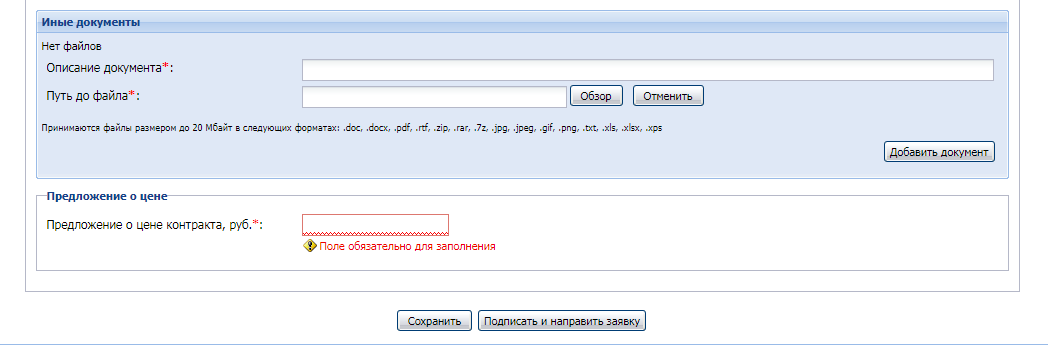 Иные документы
Нет файлов
Описание документа*:
Путь до файла*: Обзор Отменить
Принимаются файлы размером до 20 Мбайт в следующих форматах: .doc, .docx, .pdf, .rtf, .zip, .rar, .7z, .jpg, .jpeg, .gif, .png, .txt, .xls, .xlsx, .xps
Добавить документ
Предложение о цене
Предложение о цене контракта, руб.*:
Поле обязательно для заполнения
Сохранить Подписать и направить заявку